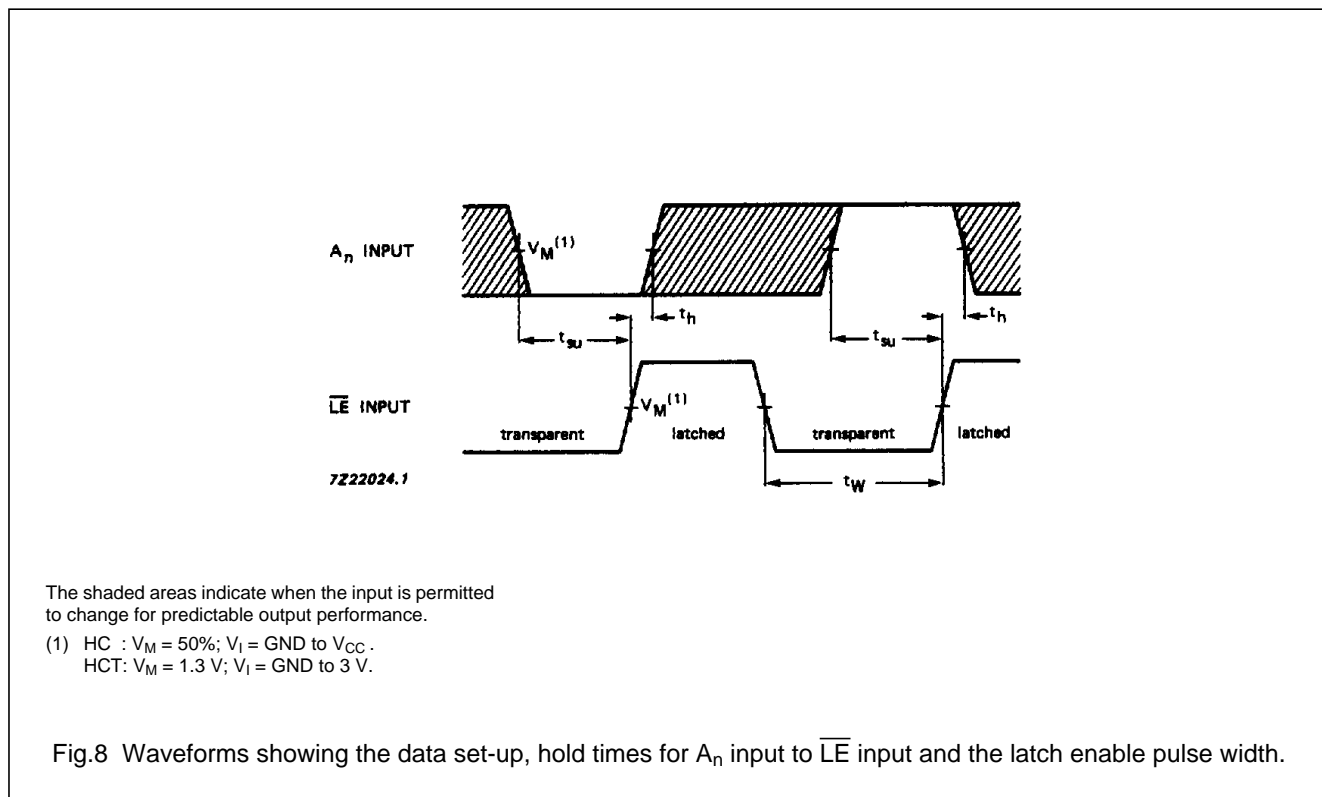 Aₙ INPUT
V_M(1)
t_su
t_h
t_su
t_h
L̅E̅ INPUT
V_M(1)
transparent
latched
transparent
latched
t_W
7Z22024.1
The shaded areas indicate when the input is permitted
to change for predictable output performance.
(1) HC : V_M = 50%; V_I = GND to V_CC.
HCT: V_M = 1.3 V; V_I = GND to 3 V.
Fig.8 Waveforms showing the data set-up, hold times for Aₙ input to L̅E̅ input and the latch enable pulse width.